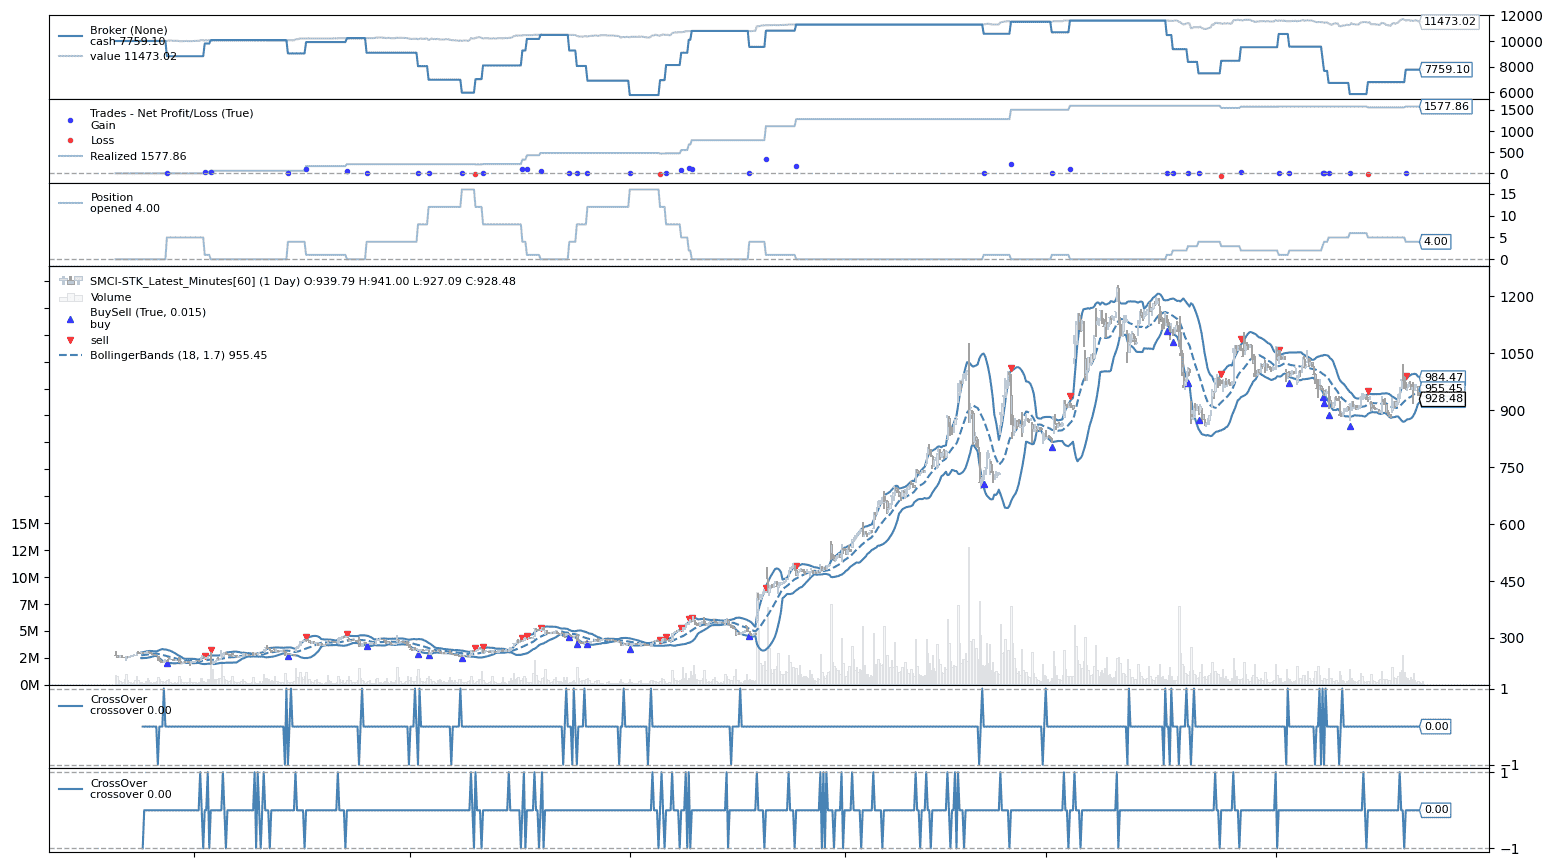 Broker (None)
cash 7759.10
value 11473.02
11473.02
7759.10
12000
10000
8000
6000
Trades - Net Profit/Loss (True)
Gain
Loss
Realized 1577.86
1577.86
1500
1000
500
0
Position
opened 4.00
4.00
15
10
5
0
SMCI-STK_Latest_Minutes[60] (1 Day) O:939.79 H:941.00 L:927.09 C:928.48
Volume
BuySell (True, 0.015)
buy
sell
BollingerBands (18, 1.7) 955.45
984.47
955.45
928.48
1200
1050
900
750
600
450
300
15M
12M
10M
7M
5M
2M
0M
CrossOver
crossover 0.00
0.00
1
−1
CrossOver
crossover 0.00
0.00
1
−1